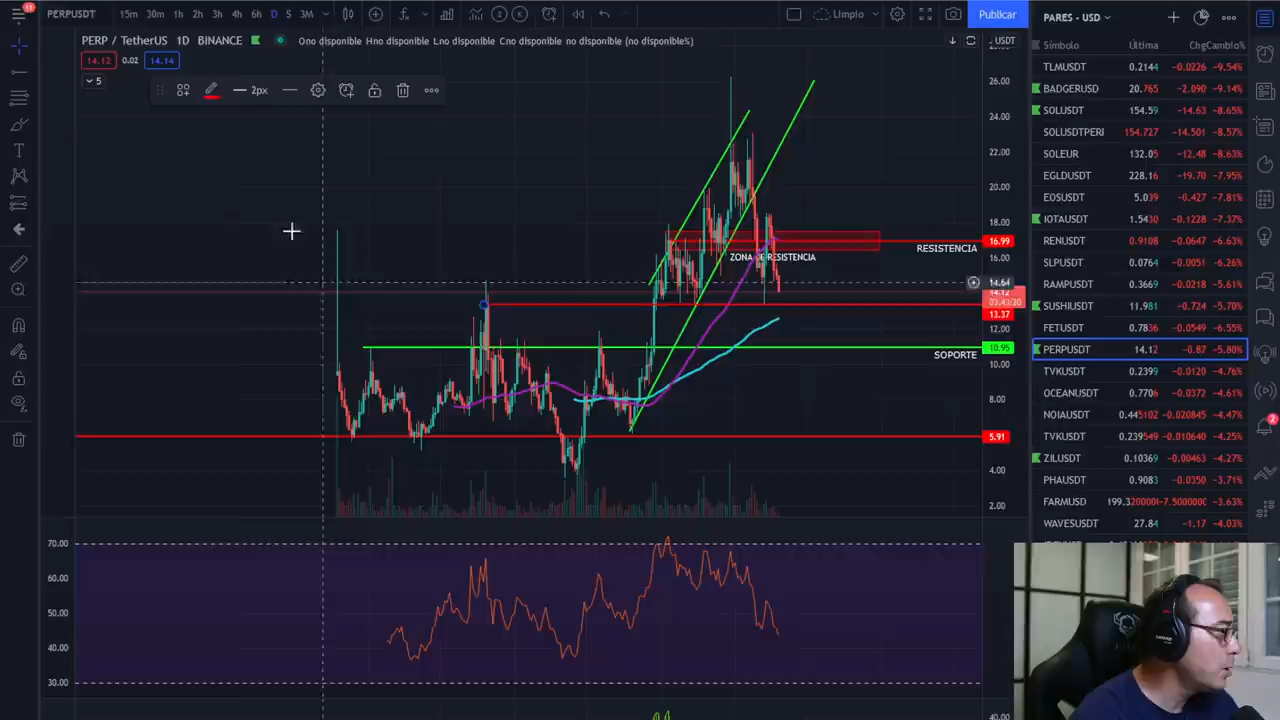 11
PERPUSDT
15m 30m 1h 2h 3h 4h 6h D S 3M
Limpio
Publicar
PERP / TetherUS 1D BINANCE
Ono disponible Hno disponible Lno disponible Cno disponible no disponible (no disponible%)
USDT
14.12 0.02 14.14
5
2px
26.00
24.00
22.00
20.00
18.00
16.99
RESISTENCIA
ZONA DE RESISTENCIA
16.00
14.64
14.12
03:43:20
13.37
12.00
10.95
SOPORTE
10.00
8.00
5.91
4.00
2.00
70.00
60.00
50.00
40.00
30.00
40.00
PARES - USD
Símbolo Última Chg Cambio%
TLMUSDT 0.2144 -0.0226 -9.54%
BADGERUSD 20.765 -2.090 -9.14%
SOLUSDT 154.59 -14.63 -8.65%
SOLUSDTPERI 154.727 -14.501 -8.57%
SOLEUR 132.05 -12.48 -8.63%
EGLDUSDT 228.16 -19.70 -7.95%
EOSUSDT 5.039 -0.427 -7.81%
IOTAUSDT 1.5430 -0.1228 -7.37%
RENUSDT 0.9108 -0.0647 -6.63%
SLPUSDT 0.0764 -0.0051 -6.26%
RAMPUSDT 0.3669 -0.0218 -5.61%
SUSHIUSDT 11.981 -0.724 -5.70%
FETUSDT 0.7836 -0.0549 -6.55%
PERPUSDT 14.12 -0.87 -5.80%
TVKUSDT 0.2399 -0.0120 -4.76%
OCEANUSDT 0.7706 -0.0372 -4.61%
NOIAUSDT 0.445102 -0.020845 -4.47%
TVKUSDT 0.239549 -0.010640 -4.25%
ZILUSDT 0.10369 -0.00463 -4.27%
PHAUSDT 0.9083 -0.0350 -3.71%
FARMUSD 199.3200000 -7.500000 -3.63%
WAVESUSDT 27.84 -1.17 -4.03%
2